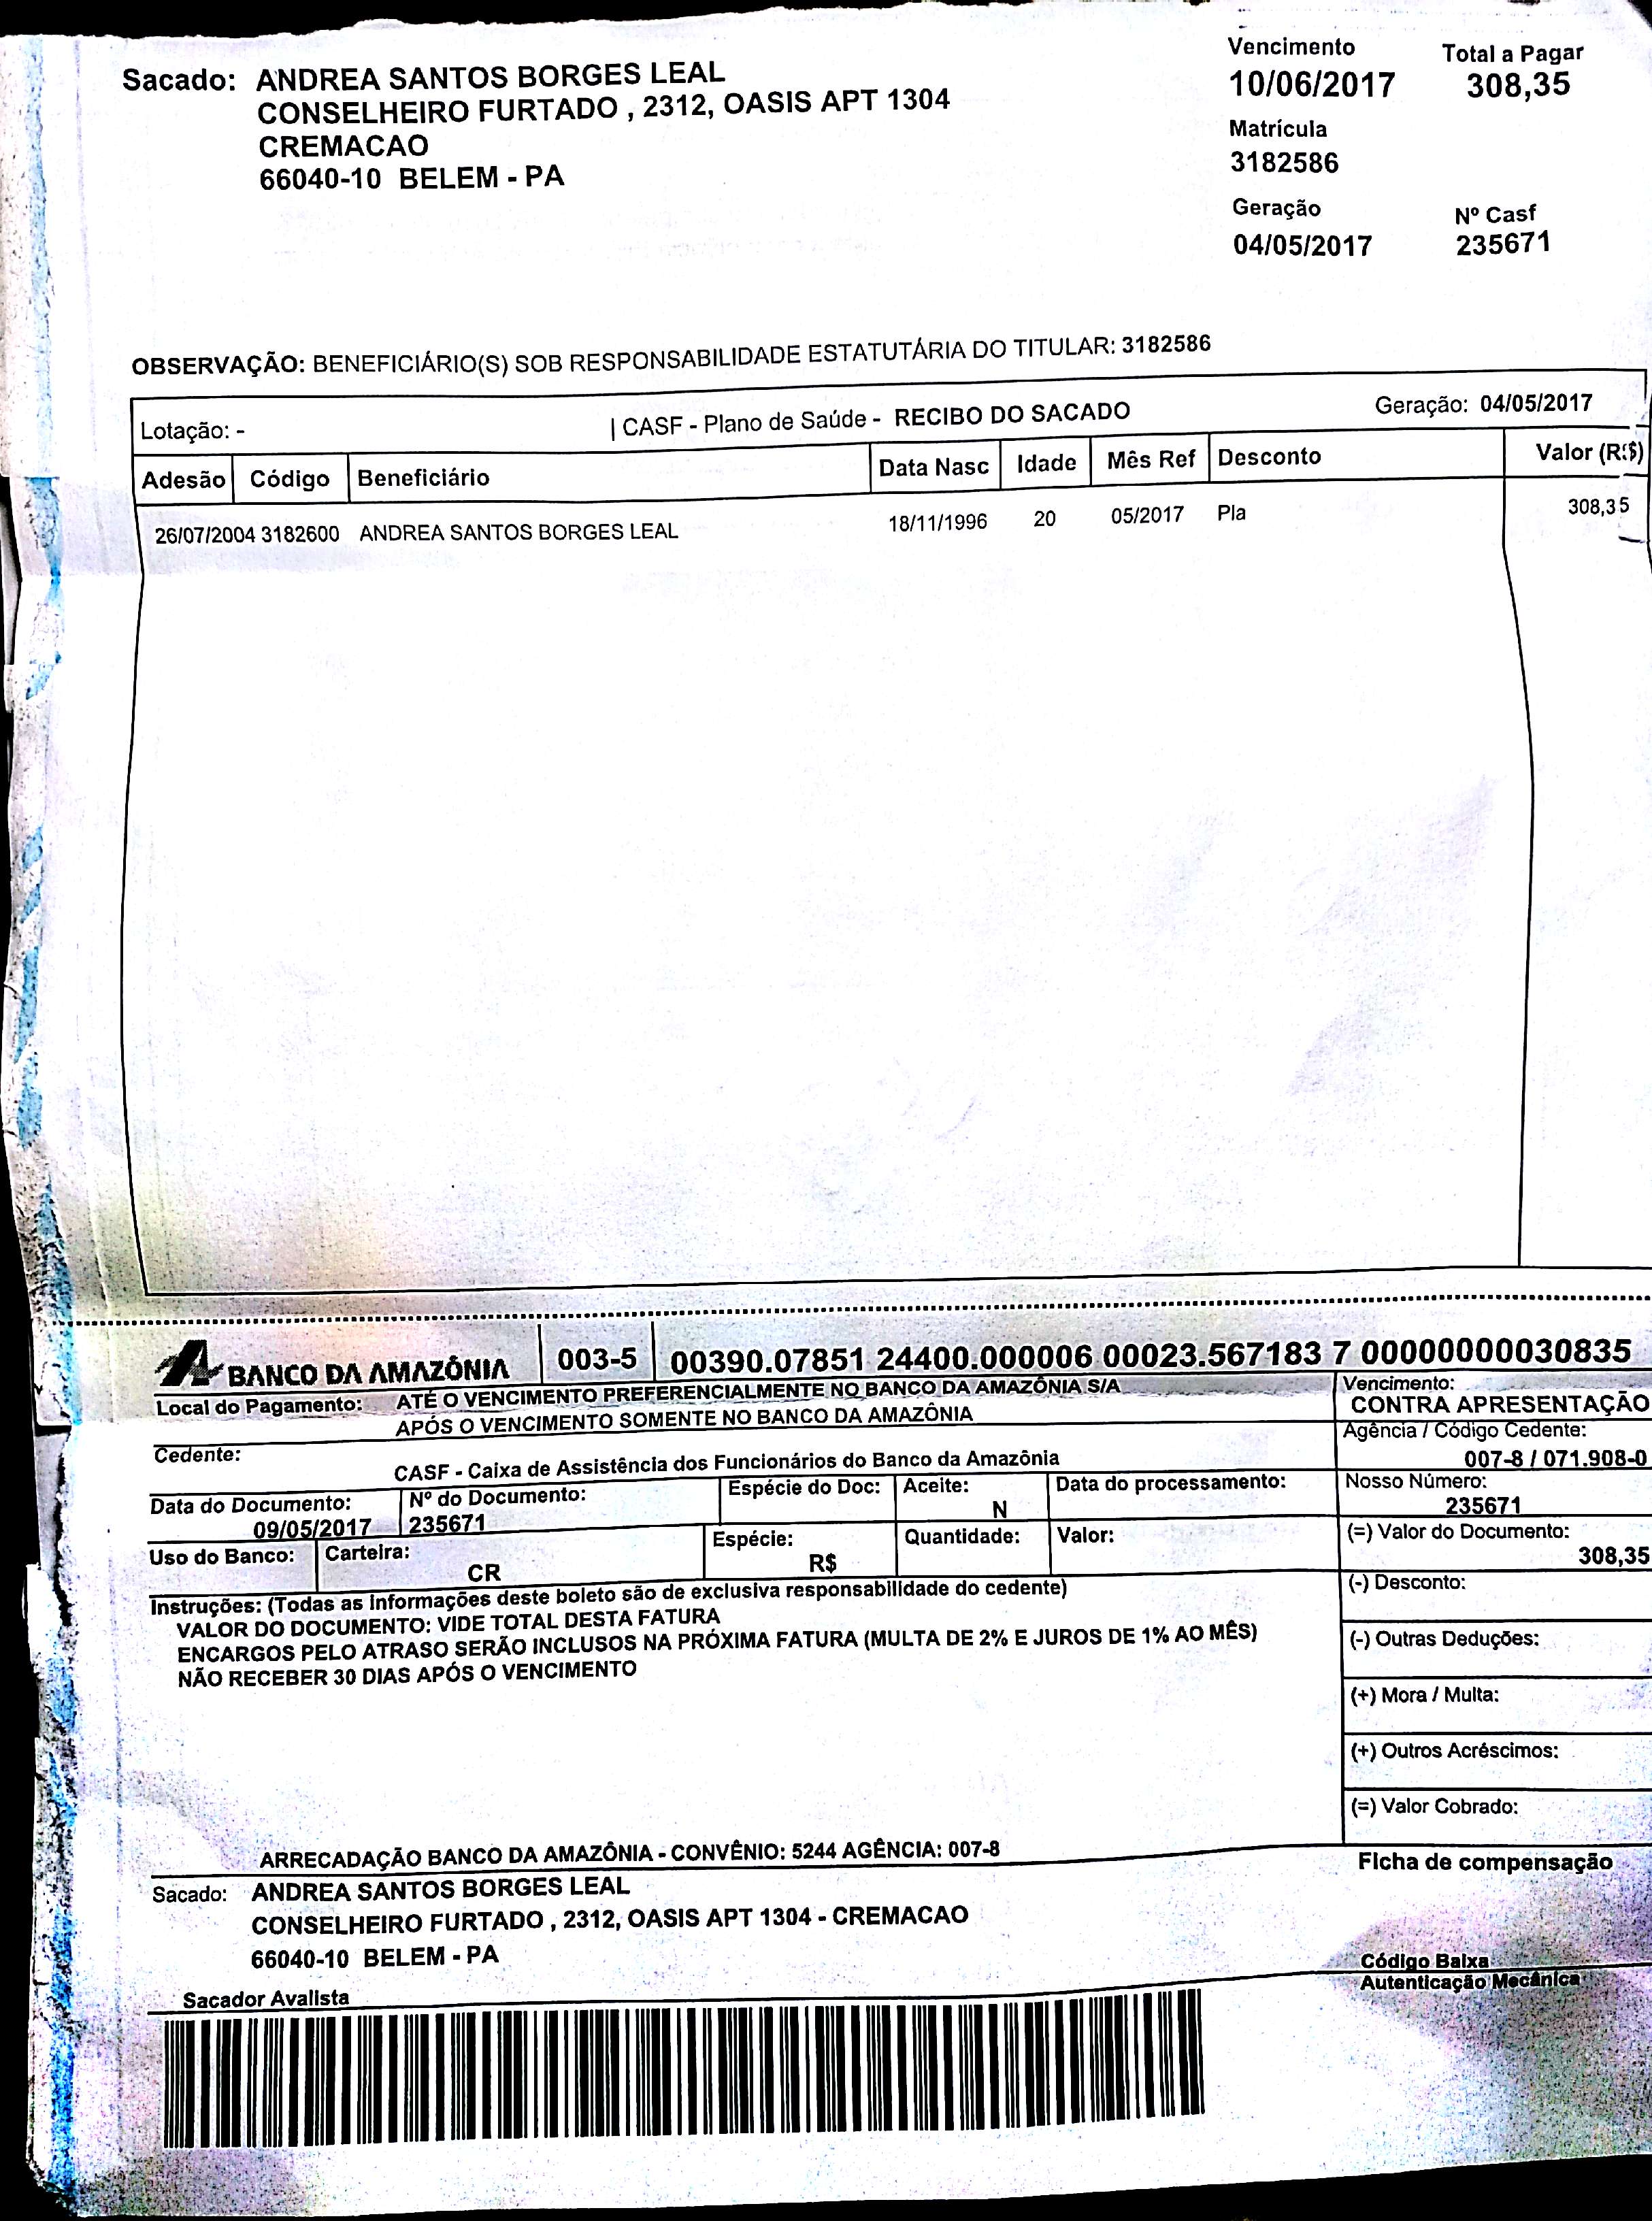 Sacado: ANDREA SANTOS BORGES LEAL
CONSELHEIRO FURTADO , 2312, OASIS APT 1304
CREMACAO
66040-10 BELEM - PA
Vencimento Total a Pagar
10/06/2017 308,35
Matrícula
3182586
Geração Nº Casf
04/05/2017 235671
OBSERVAÇÃO: BENEFICIÁRIO(S) SOB RESPONSABILIDADE ESTATUTÁRIA DO TITULAR: 3182586
Lotação: - | CASF - Plano de Saúde - RECIBO DO SACADO Geração: 04/05/2017
Adesão Código Beneficiário Data Nasc Idade Mês Ref Desconto Valor (R$)
26/07/2004 3182600 ANDREA SANTOS BORGES LEAL 18/11/1996 20 05/2017 Pla 308,35
BANCO DA AMAZÔNIA 003-5 00390.07851 24400.000006 00023.567183 7 00000000030835
Local do Pagamento: ATÉ O VENCIMENTO PREFERENCIALMENTE NO BANCO DA AMAZÔNIA S/A
APÓS O VENCIMENTO SOMENTE NO BANCO DA AMAZÔNIA
Vencimento:
CONTRA APRESENTAÇÃO
Cedente:
CASF - Caixa de Assistência dos Funcionários do Banco da Amazônia
Agência / Código Cedente:
007-8 / 071.908-0
Data do Documento: Nº do Documento: Espécie do Doc: Aceite: Data do processamento: Nosso Número:
09/05/2017 235671 N 235671
Uso do Banco: Carteira: Espécie: Quantidade: Valor: (=) Valor do Documento:
CR R$ 308,35
Instruções: (Todas as informações deste boleto são de exclusiva responsabilidade do cedente)
VALOR DO DOCUMENTO: VIDE TOTAL DESTA FATURA
ENCARGOS PELO ATRASO SERÃO INCLUSOS NA PRÓXIMA FATURA (MULTA DE 2% E JUROS DE 1% AO MÊS)
NÃO RECEBER 30 DIAS APÓS O VENCIMENTO
(-) Desconto:
(-) Outras Deduções:
(+) Mora / Multa:
(+) Outros Acréscimos:
(=) Valor Cobrado:
ARRECADAÇÃO BANCO DA AMAZÔNIA - CONVÊNIO: 5244 AGÊNCIA: 007-8
Ficha de compensação
Sacado: ANDREA SANTOS BORGES LEAL
CONSELHEIRO FURTADO , 2312, OASIS APT 1304 - CREMACAO
66040-10 BELEM - PA
Código Baixa
Sacador Avalista
Autenticação Mecânica